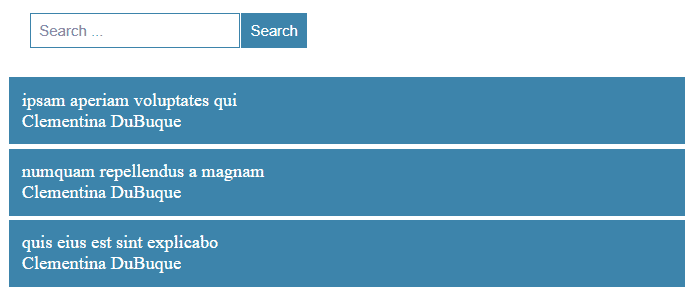 Search ...
Search
ipsam aperiam voluptates qui
Clementina DuBuque
numquam repellendus a magnam
Clementina DuBuque
quis eius est sint explicabo
Clementina DuBuque